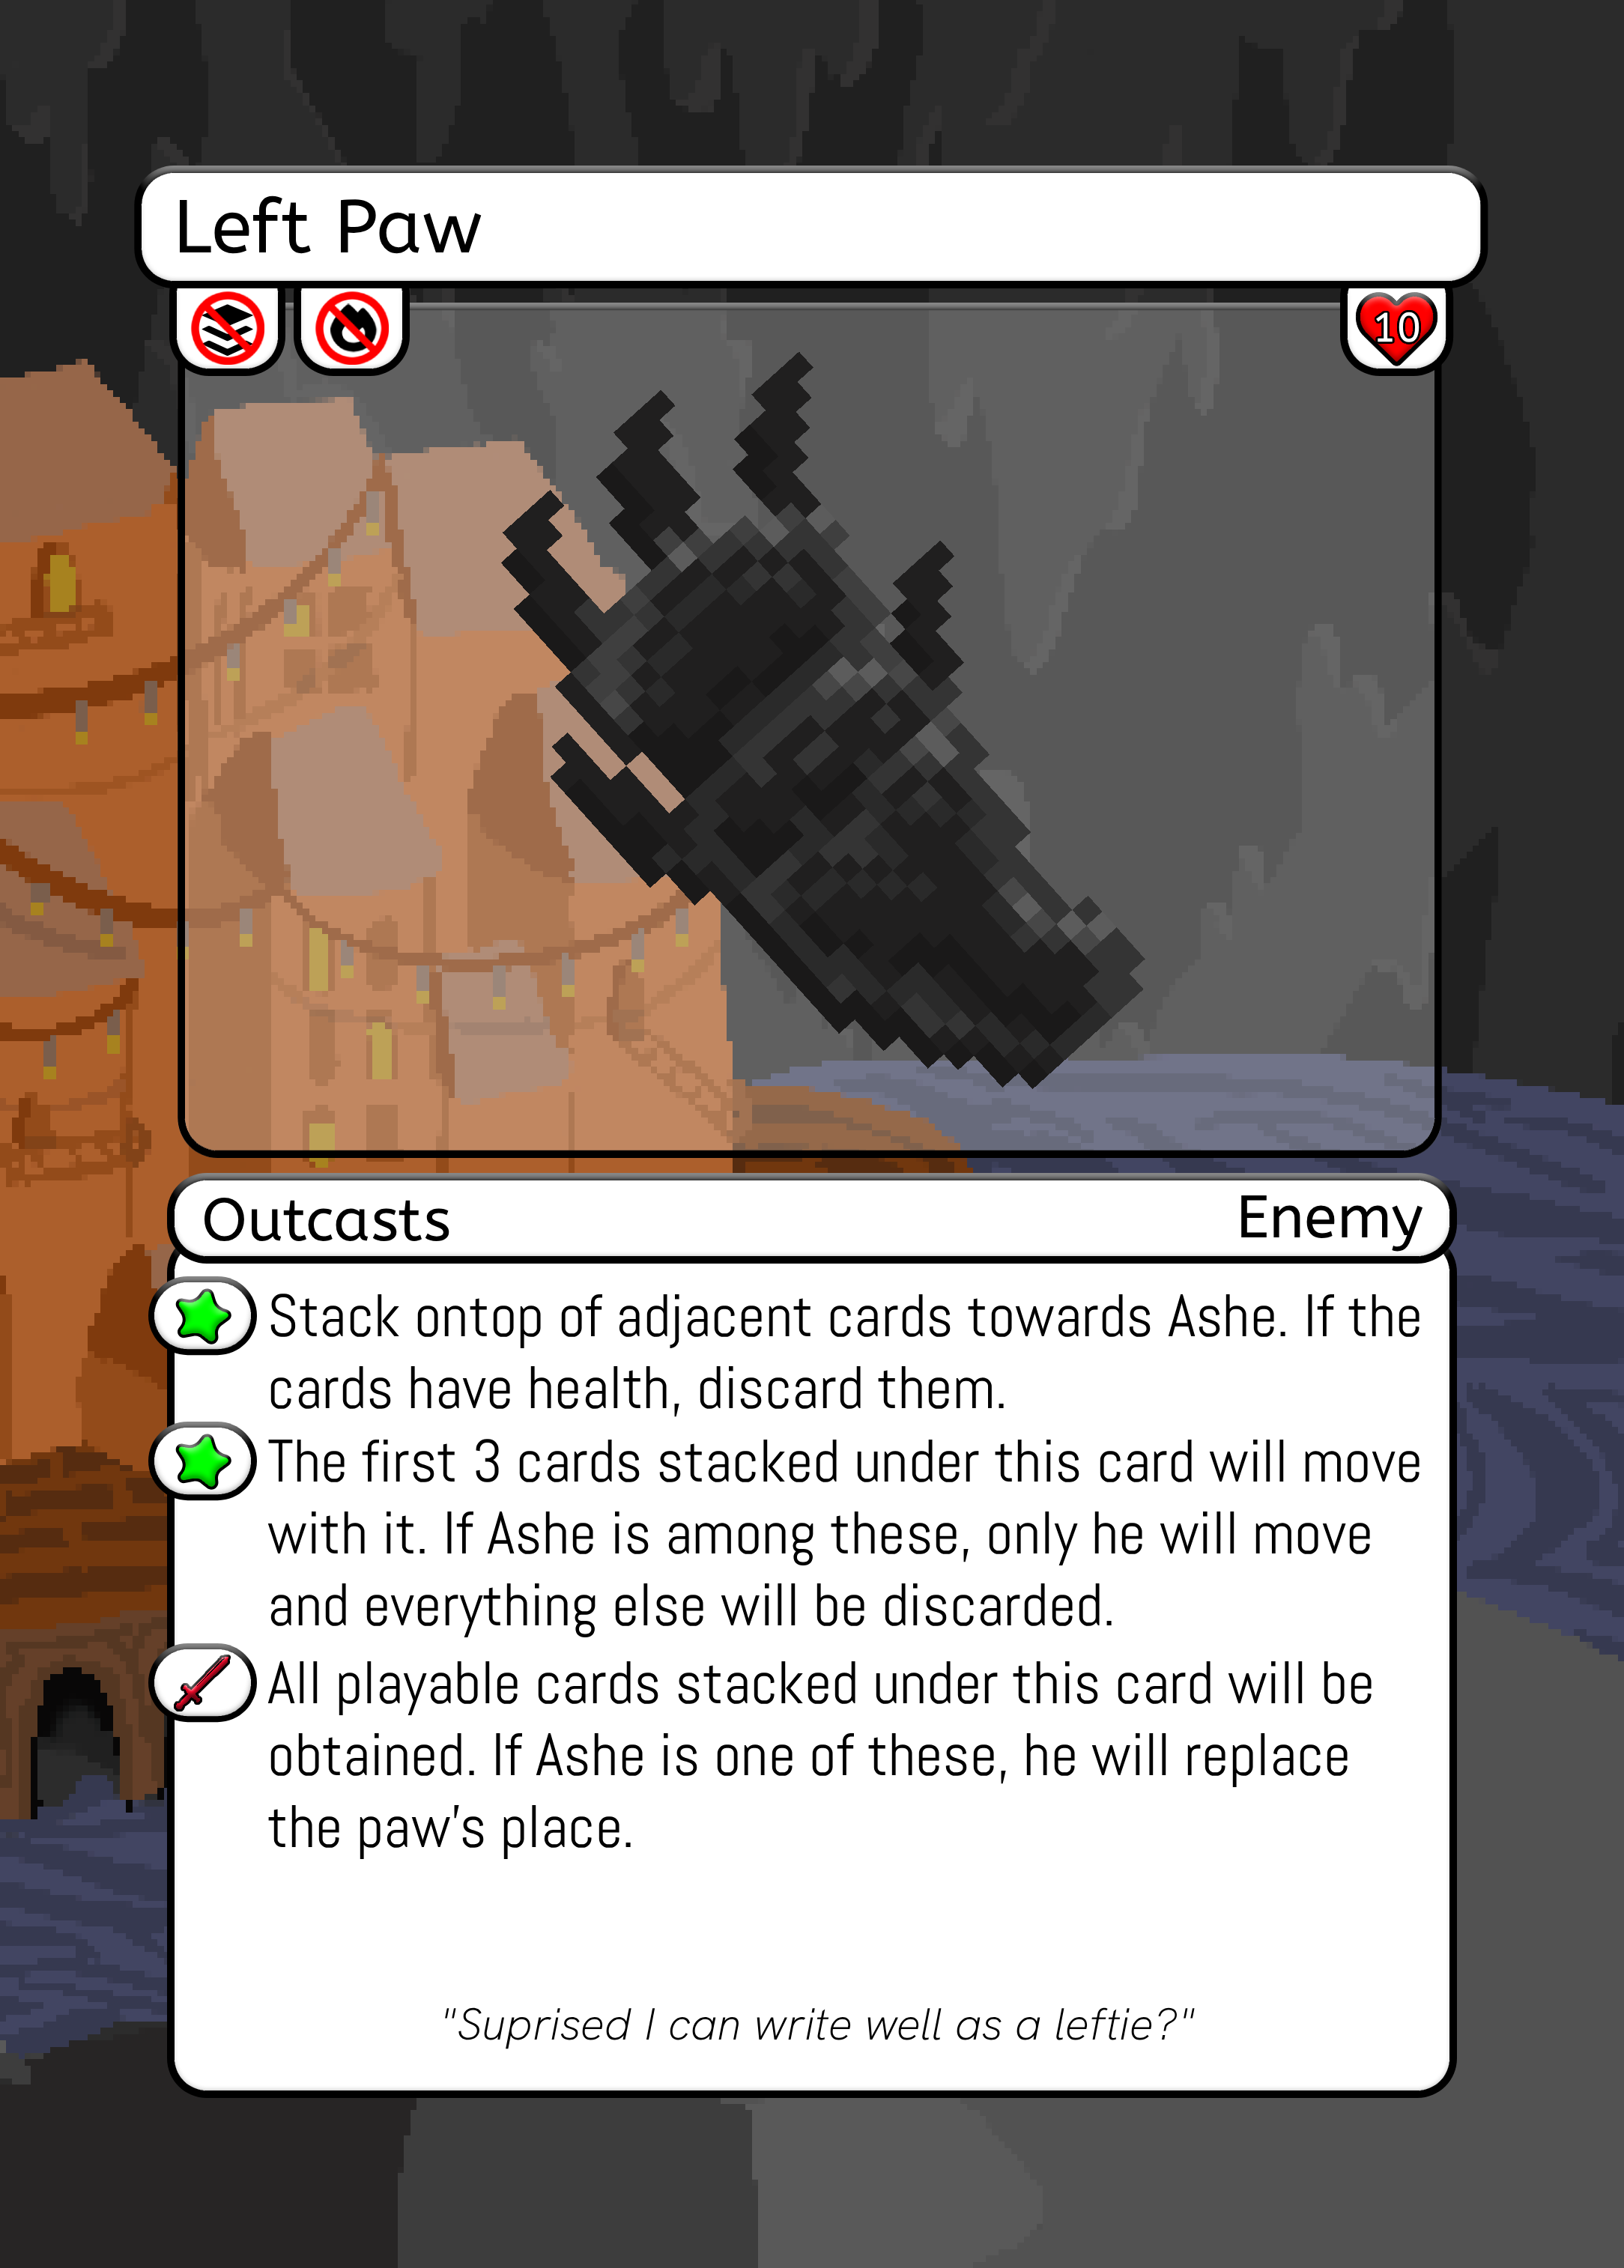 Left Paw
10
Outcasts
Enemy
Stack ontop of adjacent cards towards Ashe. If the
cards have health, discard them.
The first 3 cards stacked under this card will move
with it. If Ashe is among these, only he will move
and everything else will be discarded.
All playable cards stacked under this card will be
obtained. If Ashe is one of these, he will replace
the paw's place.
"Suprised I can write well as a leftie?"